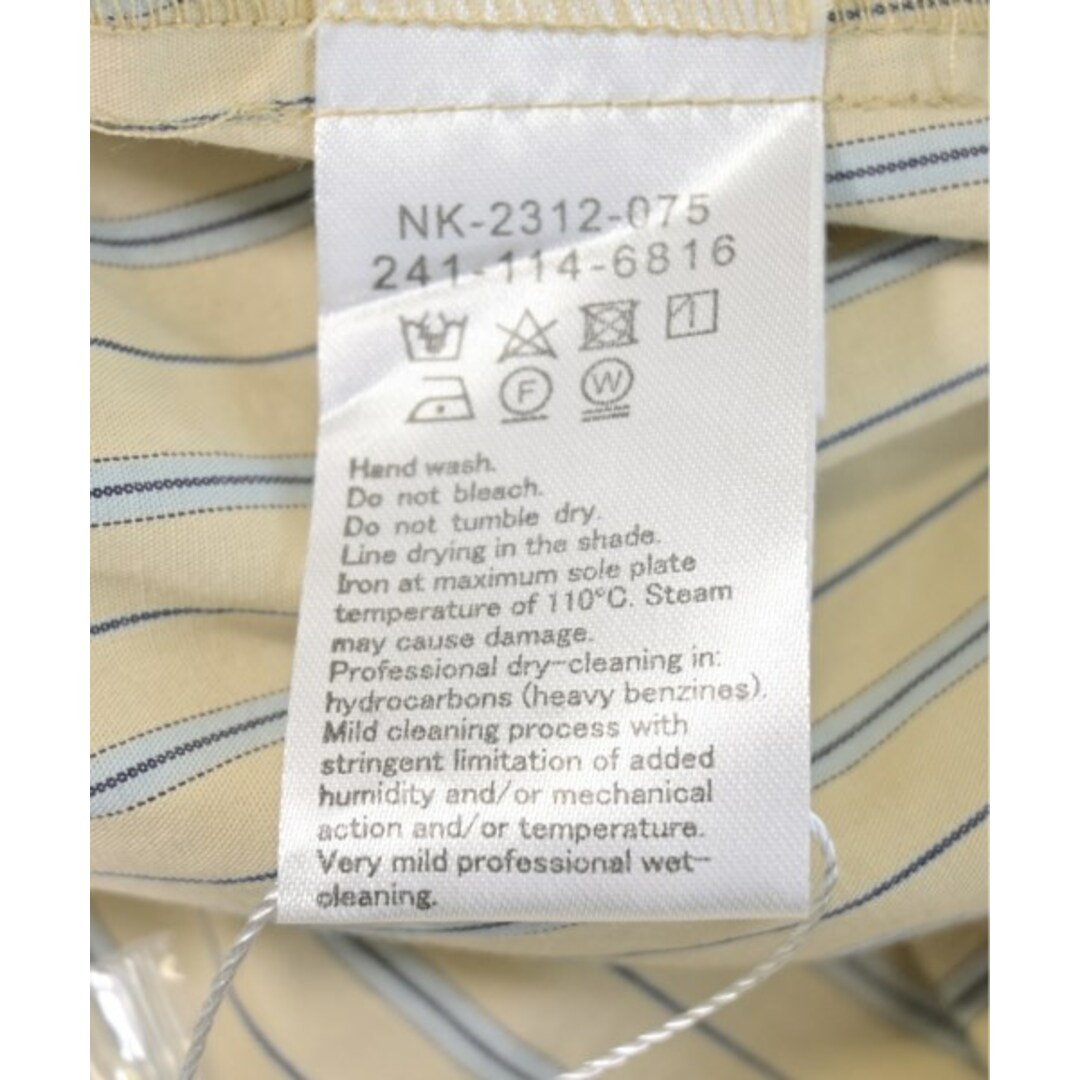 NK-2312-075
241-114-6816
F W
Hand wash.
Do not bleach.
Do not tumble dry.
Line drying in the shade.
Iron at maximum sole plate
temperature of 110°C. Steam
may cause damage.
Professional dry-cleaning in:
hydrocarbons (heavy benzines).
Mild cleaning process with
stringent limitation of added
humidity and/or mechanical
action and/or temperature.
Very mild professional wet-
cleaning.